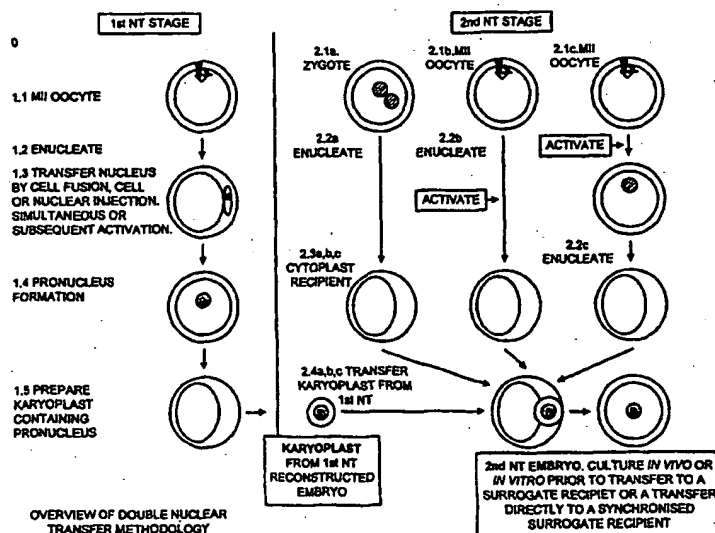 1st NT STAGE
2nd NT STAGE
0
1.1 MII OOCYTE
1.2 ENUCLEATE
1.3 TRANSFER NUCLEUS
BY CELL FUSION, CELL
OR NUCLEAR INJECTION.
SIMULTANEOUS OR
SUBSEQUENT ACTIVATION.
1.4 PRONUCLEUS
FORMATION
1.5 PREPARE
KARYOPLAST
CONTAINING
PRONUCLEUS
2.1a.
ZYGOTE
2.1b.MII
OOCYTE
2.1c.MII
OOCYTE
2.2a
ENUCLEATE
2.2b
ENUCLEATE
ACTIVATE
ACTIVATE
2.2c
ENUCLEATE
2.3a,b,c
CYTOPLAST
RECIPIENT
2.4a,b,c TRANSFER
KARYOPLAST FROM
1st NT
KARYOPLAST
FROM 1st NT
RECONSTRUCTED
EMBRYO
2nd NT EMBRYO. CULTURE IN VIVO OR
IN VITRO PRIOR TO TRANSFER TO A
SURROGATE RECIPIET OR A TRANSFER
DIRECTLY TO A SYNCHRONISED
SURROGATE RECIPIENT
OVERVIEW OF DOUBLE NUCLEAR
TRANSFER METHODOLOGY